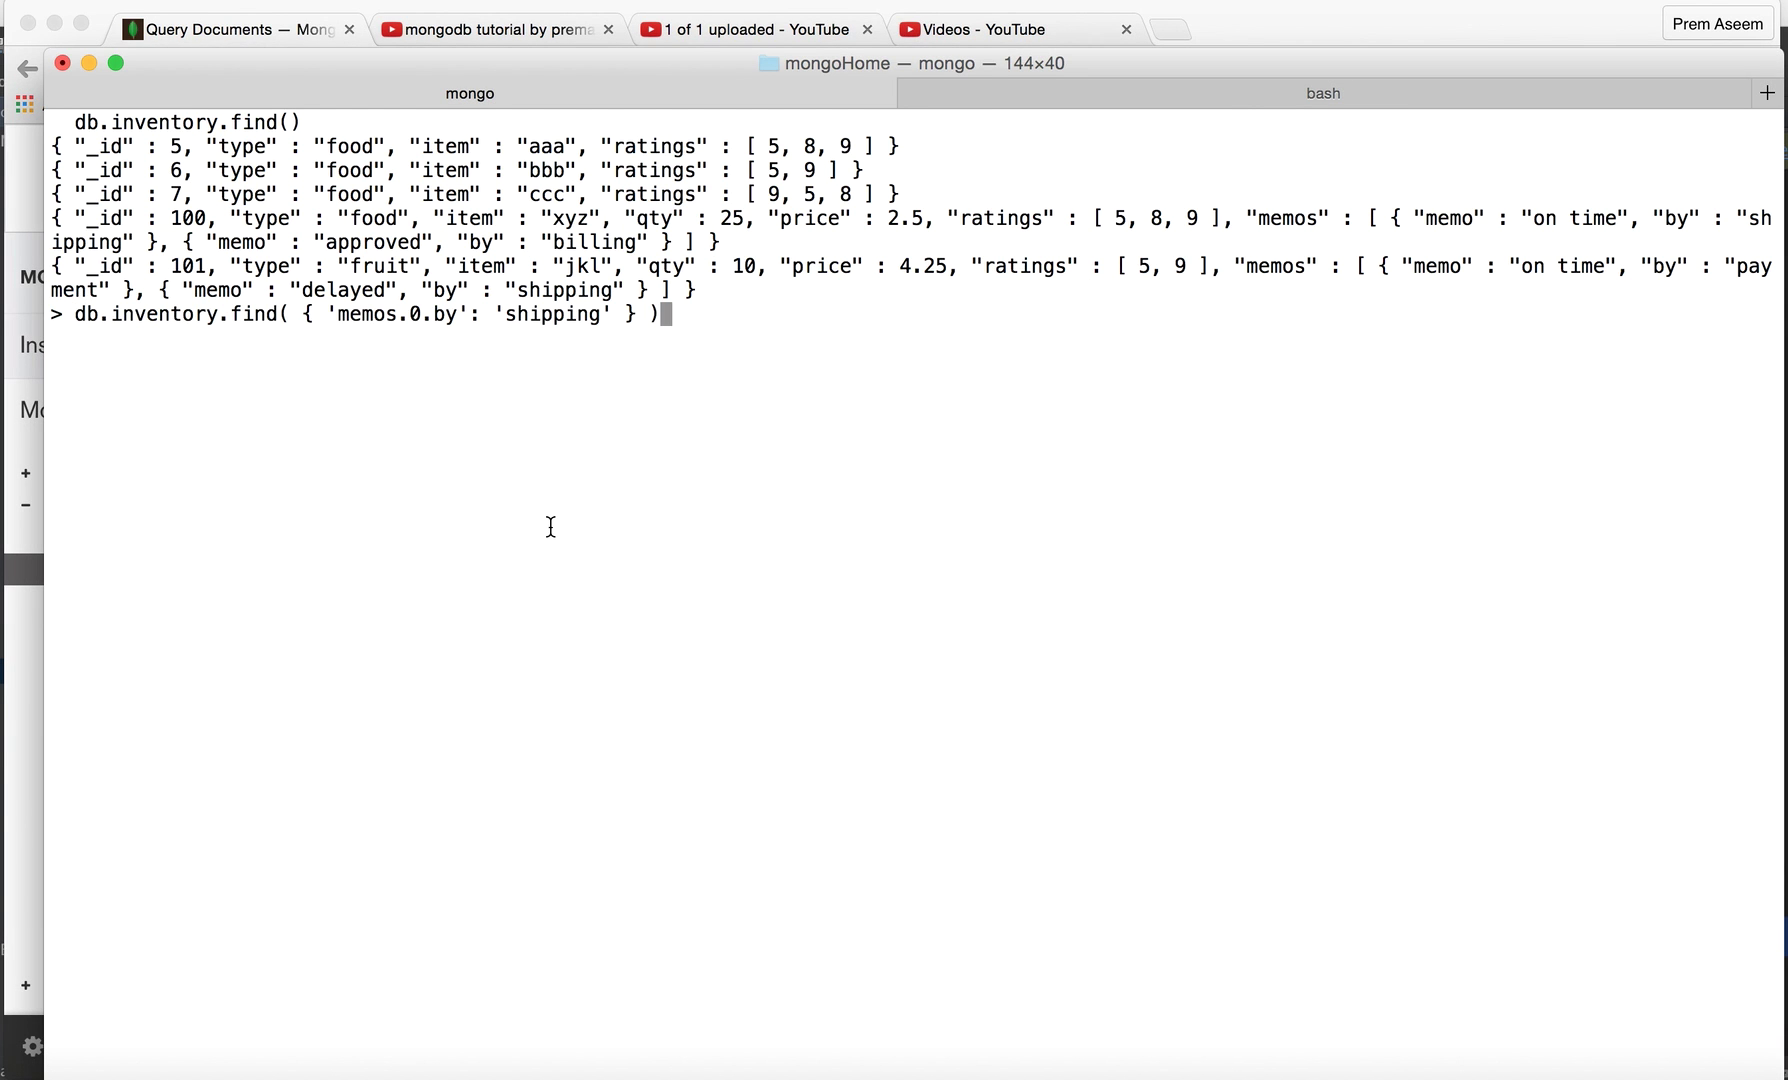 Query Documents — Mong
mongodb tutorial by prema
1 of 1 uploaded - YouTube
Videos - YouTube
Prem Aseem
mongoHome — mongo — 144×40
mongo
bash
db.inventory.find()
{ "_id" : 5, "type" : "food", "item" : "aaa", "ratings" : [ 5, 8, 9 ] }
{ "_id" : 6, "type" : "food", "item" : "bbb", "ratings" : [ 5, 9 ] }
{ "_id" : 7, "type" : "food", "item" : "ccc", "ratings" : [ 9, 5, 8 ] }
{ "_id" : 100, "type" : "food", "item" : "xyz", "qty" : 25, "price" : 2.5, "ratings" : [ 5, 8, 9 ], "memos" : [ { "memo" : "on time", "by" : "sh
ipping" }, { "memo" : "approved", "by" : "billing" } ] }
{ "_id" : 101, "type" : "fruit", "item" : "jkl", "qty" : 10, "price" : 4.25, "ratings" : [ 5, 9 ], "memos" : [ { "memo" : "on time", "by" : "pay
ment" }, { "memo" : "delayed", "by" : "shipping" } ] }
> db.inventory.find( { 'memos.0.by': 'shipping' } )
Ins